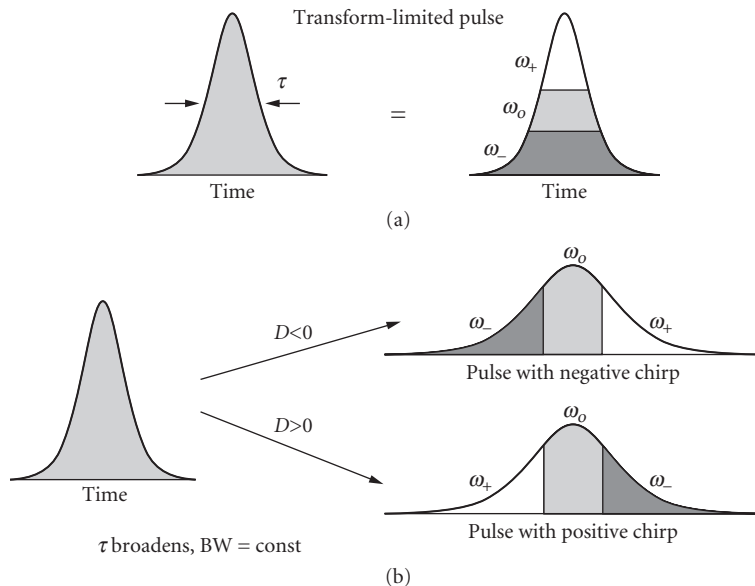 Transform-limited pulse
τ
=
ω+
ωo
ω−
Time
Time
(a)
D<0
D>0
Time
ωo
ω−
ω+
Pulse with negative chirp
ωo
ω+
ω−
Pulse with positive chirp
τ broadens, BW = const
(b)